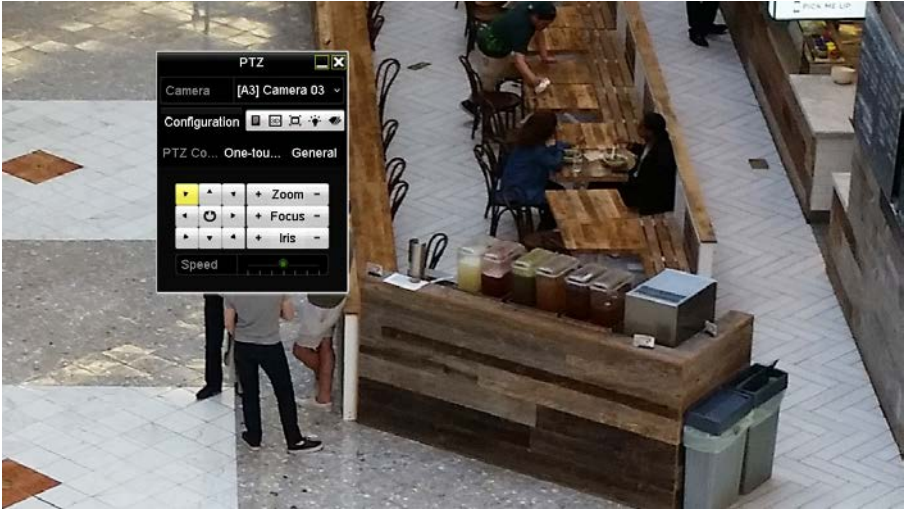 PICK ME UP
PTZ
Camera [A3] Camera 03
Configuration
PTZ Co... One-tou... General
+ Zoom -
+ Focus -
+ Iris -
Speed